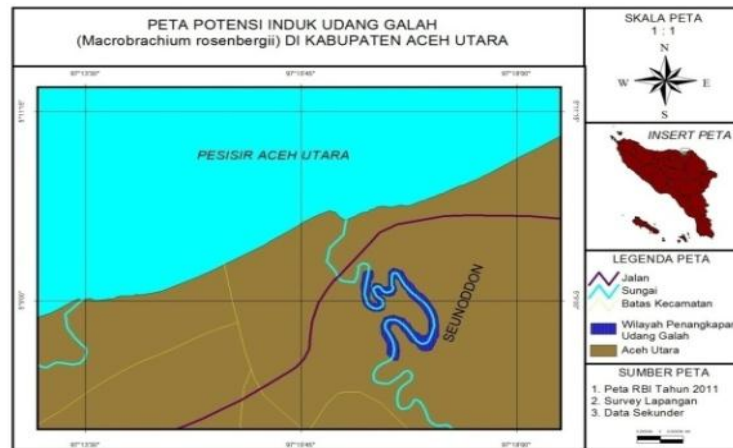 PETA POTENSI INDUK UDANG GALAH
(Macrobrachium rosenbergii) DI KABUPATEN ACEH UTARA
SKALA PETA
1 : 1
N
W E
S
INSERT PETA
PESISIR ACEH UTARA
SEUNODDON
LEGENDA PETA
Jalan
Sungai
Batas Kecamatan
Wilayah Penangkapan
Udang Galah
Aceh Utara
SUMBER PETA
1. Peta RBI Tahun 2011
2. Survey Lapangan
3. Data Sekunder